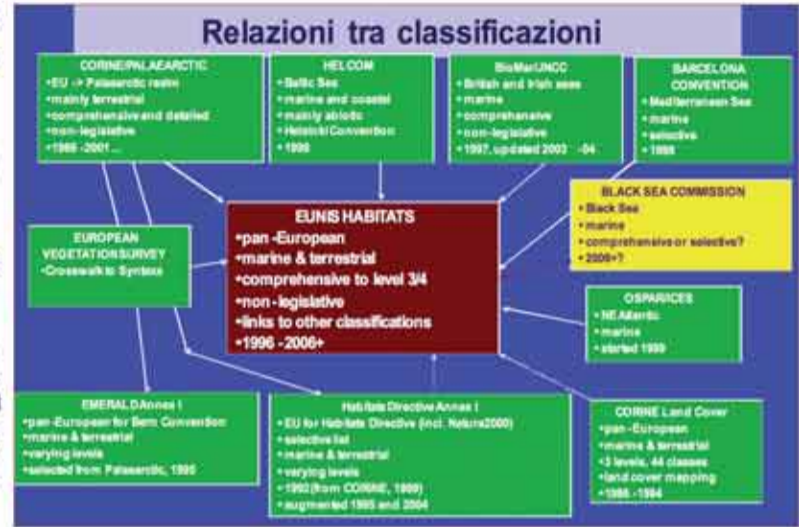 Relazioni tra classificazioni
CORINE/PALAEARCTIC
•EU -> Palaearctic realm
•mainly terrestrial
•comprehensive and detailed
•non-legislative
•1985 -2001...
HELCOM
•Baltic Sea
•marine and coastal
•mainly abiotic
•Helsinki Convention
•1998
BioMar/JNCC
•British and Irish seas
•marine
•comprehensive
•non-legislative
•1997, updated 2003 -04
BARCELONA
CONVENTION
•Mediterranean Sea
•marine
•selective
•1998
BLACK SEA COMMISSION
• Black Sea
• marine
• comprehensive or selective?
• 2006+?
EUROPEAN
VEGETATION SURVEY
•Crosswalk to Syntaxa
EUNIS HABITATS
•pan -European
•marine & terrestrial
•comprehensive to level 3/4
•non-legislative
•links to other classifications
•1996 -2006+
OSPAR/ICES
•NE Atlantic
•marine
•started 1999
EMERALD Annex I
•pan-European for Bern Convention
•marine & terrestrial
•varying levels
•selected from Palaearctic, 1995
Habitats Directive Annex I
• EU for Habitats Directive (incl. Natura2000)
• selective list
• marine & terrestrial
• varying levels
• 1992(from CORINE, 1989)
• augmented 1995 and 2004
CORINE Land Cover
•pan -European
•marine & terrestrial
•3 levels, 44 classes
•land cover mapping
•1986 -1994